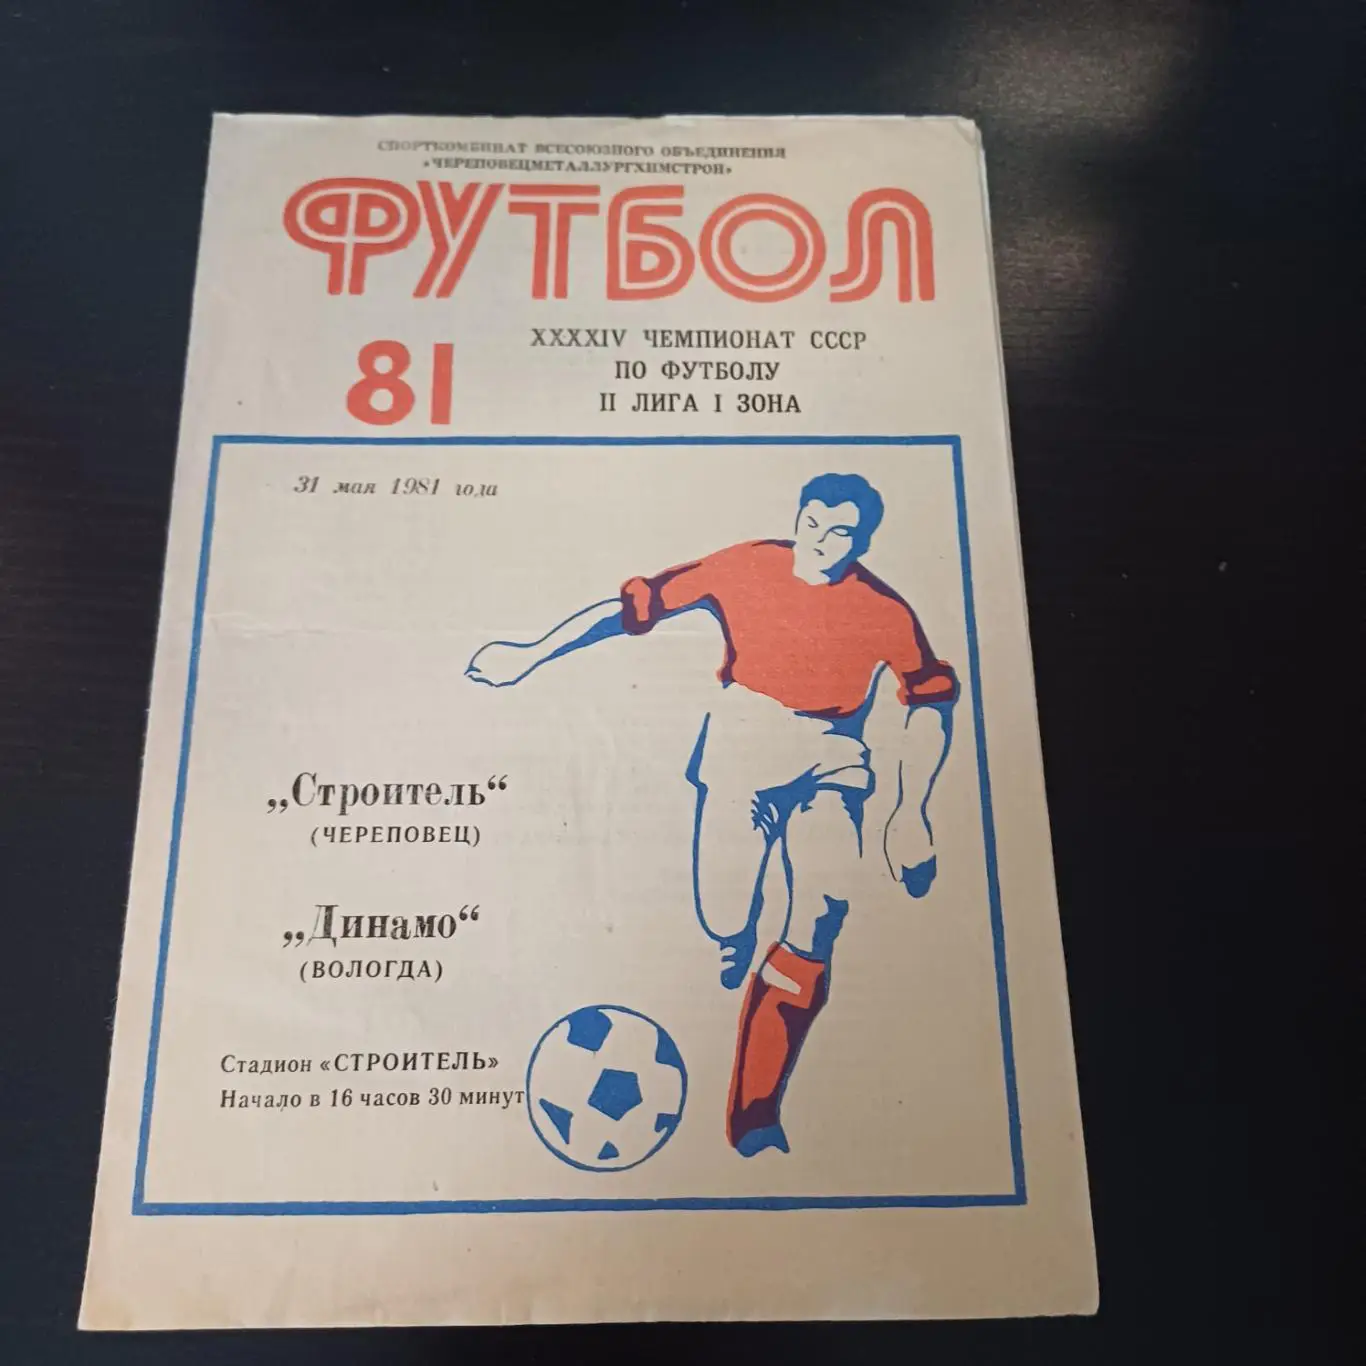 СПОРТКОМБИНАТ ВСЕСОЮЗНОГО ОБЪЕДИНЕНИЯ
«ЧЕРЕПОВЕЦМЕТАЛЛУРГХИМСТРОЙ»
ФУТБОЛ
81
XXXXIV ЧЕМПИОНАТ СССР
ПО ФУТБОЛУ
II ЛИГА I ЗОНА
31 мая 1981 года
„Строитель“
(ЧЕРЕПОВЕЦ)
„Динамо“
(ВОЛОГДА)
Стадион «СТРОИТЕЛЬ»
Начало в 16 часов 30 минут